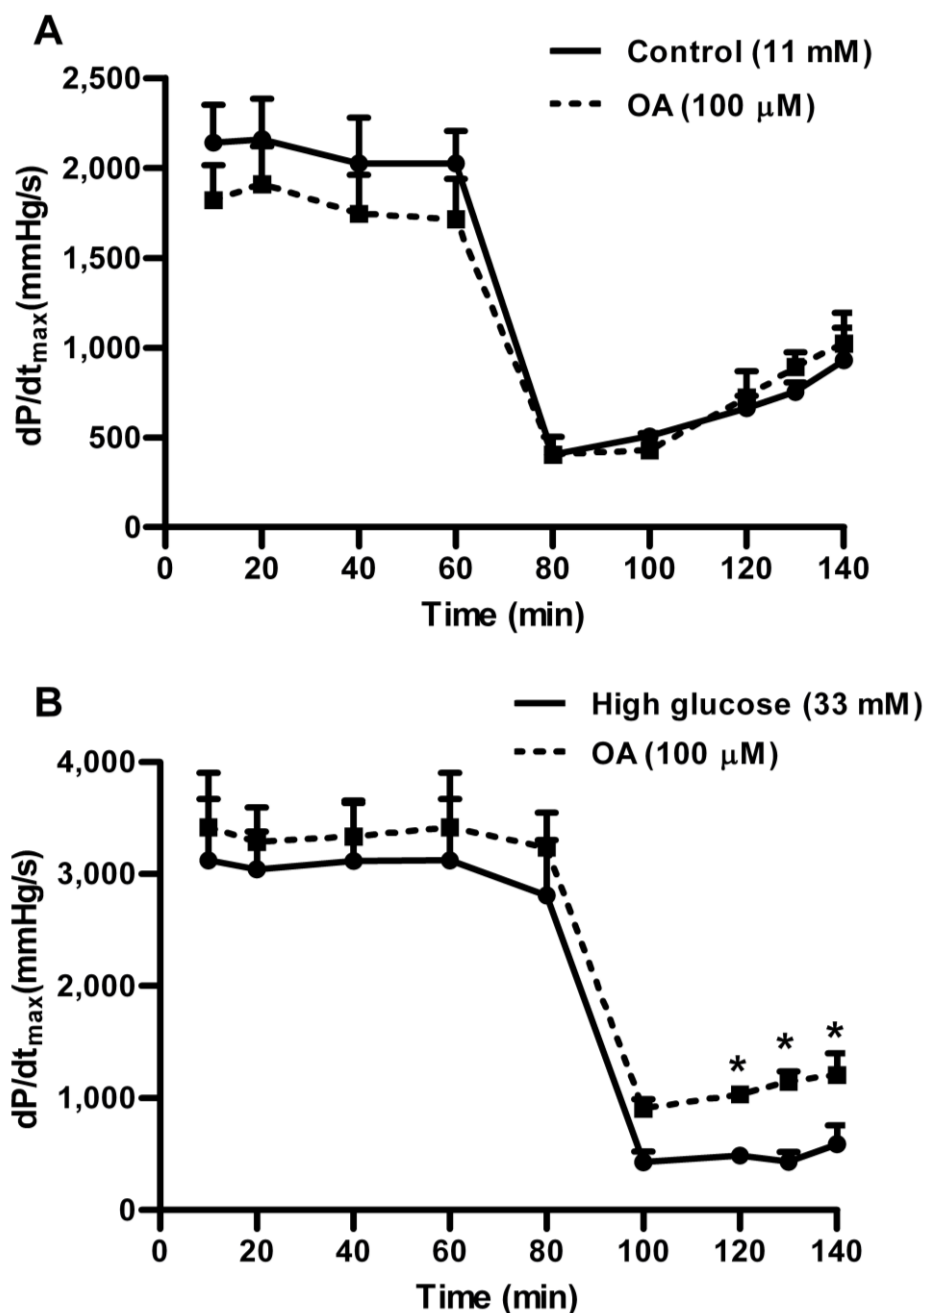 A
Control (11 mM)
OA (100 μM)
2,500
2,000
1,500
1,000
500
0
dP/dtmax(mmHg/s)
0 20 40 60 80 100 120 140
Time (min)
B
High glucose (33 mM)
OA (100 μM)
4,000
3,000
2,000
1,000
0
dP/dtmax(mmHg/s)
* * *
0 20 40 60 80 100 120 140
Time (min)